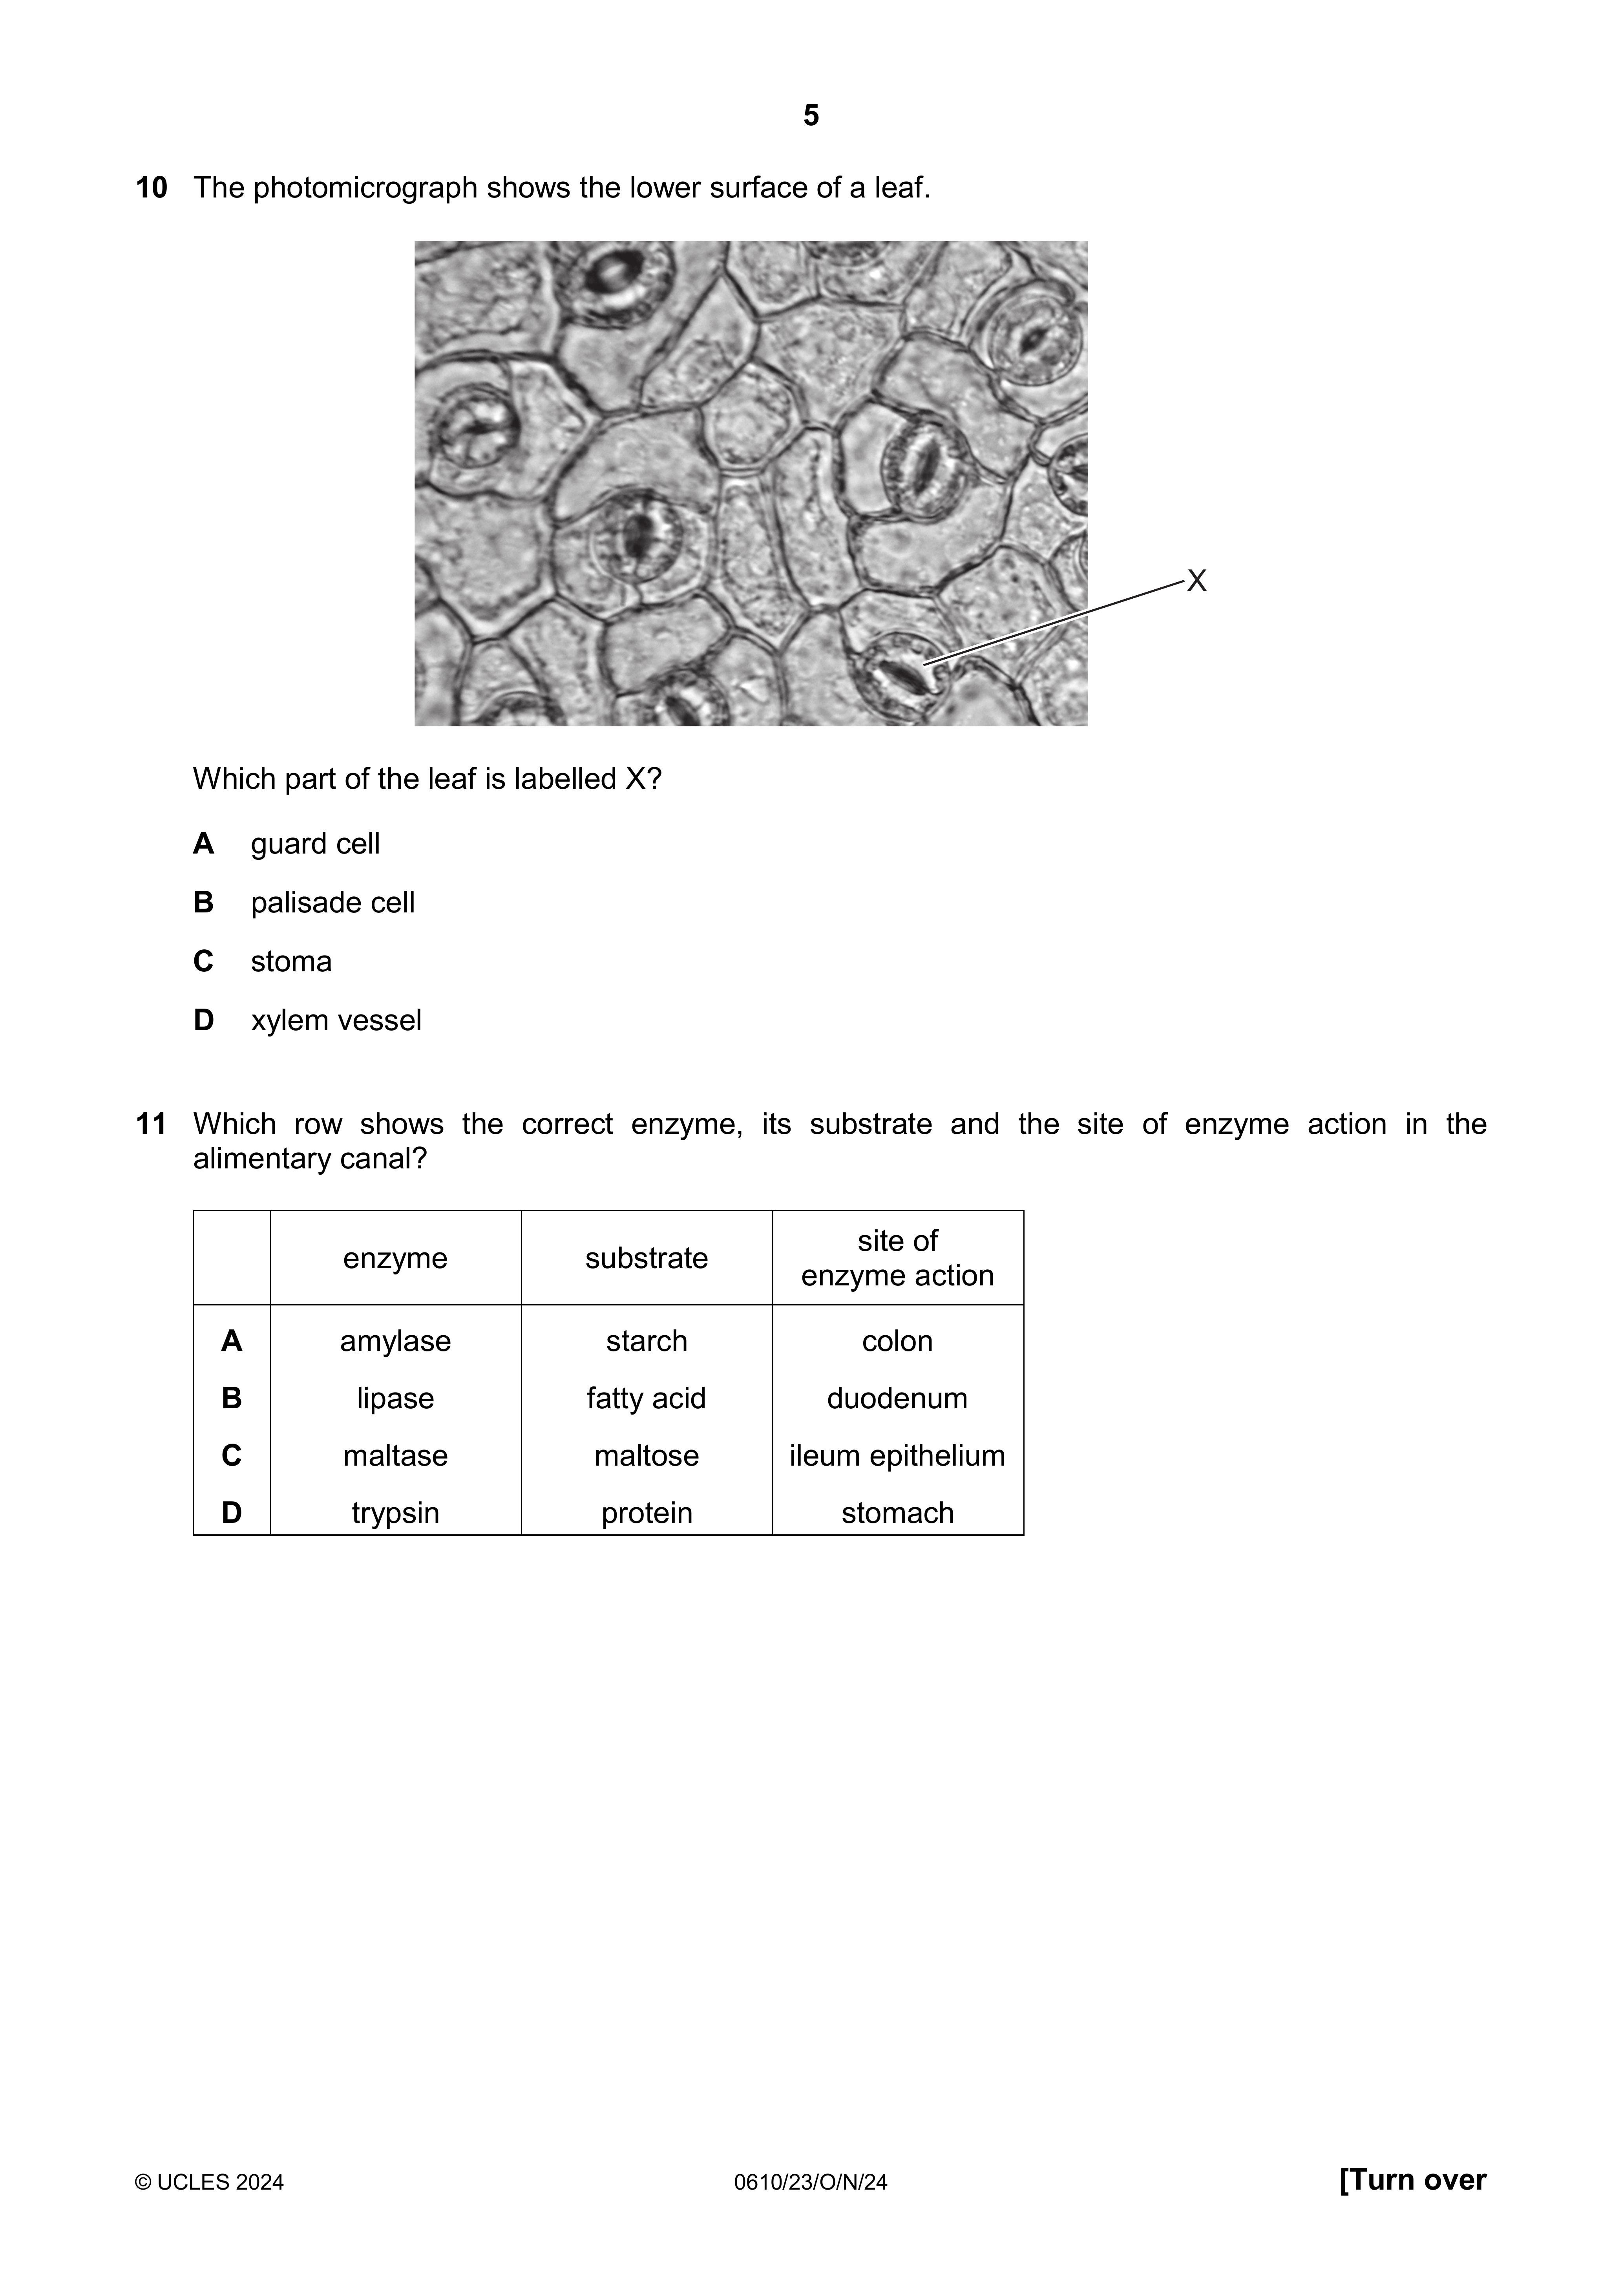 5
10 The photomicrograph shows the lower surface of a leaf.
X
Which part of the leaf is labelled X?
A guard cell
B palisade cell
C stoma
D xylem vessel
11 Which row shows the correct enzyme, its substrate and the site of enzyme action in the
alimentary canal?
enzyme substrate site of
enzyme action
A amylase starch colon
B lipase fatty acid duodenum
C maltase maltose ileum epithelium
D trypsin protein stomach
© UCLES 2024 0610/23/O/N/24 [Turn over